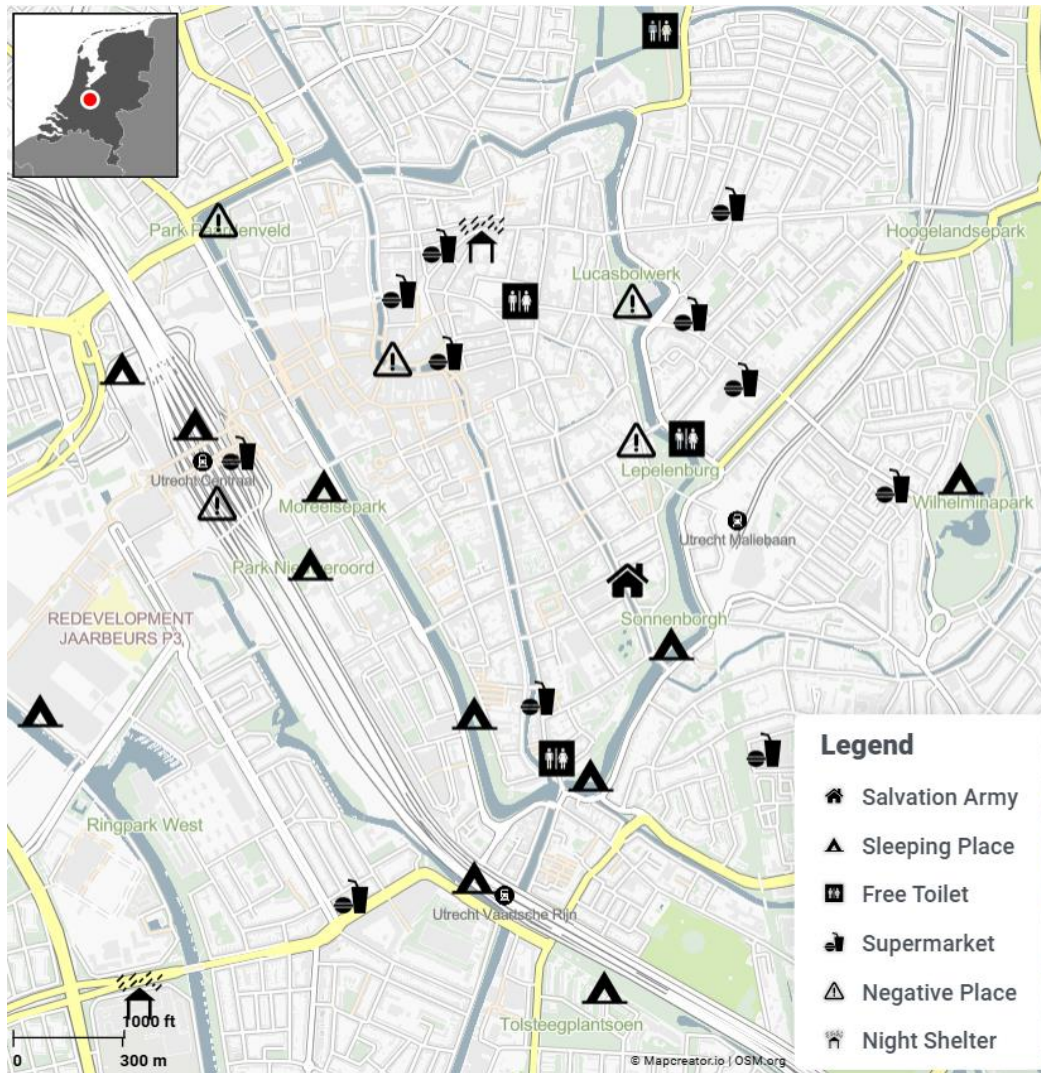 Park Paardenveld
Hoogelandsepark
Lucasbolwerk
Utrecht Centraal
Lepelenburg
Moreelsepark
Wilhelminapark
Utrecht Maliebaan
Park Nieuweroord
REDEVELOPMENT
JAARBEURS P3,
Sonnenborgh
Legend
Salvation Army
Sleeping Place
Free Toilet
Supermarket
Negative Place
Night Shelter
Ringpark West
Utrecht Vaartsche Rijn
Tolsteegplantsoen
1000 ft
0
300 m
© Mapcreator.io | OSM.org